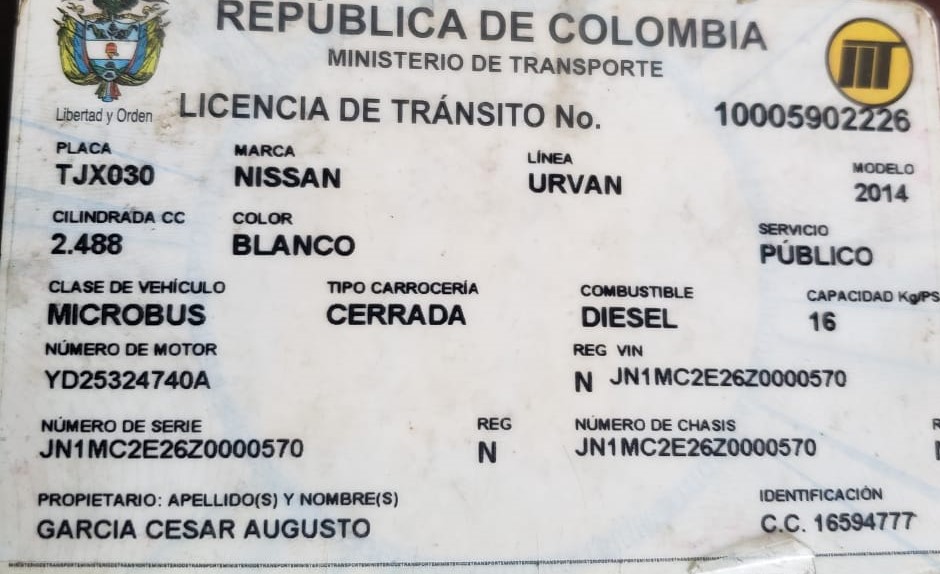 REPÚBLICA DE COLOMBIA
MINISTERIO DE TRANSPORTE
Libertad y Orden
LICENCIA DE TRÁNSITO No. 10005902226
PLACA MARCA LÍNEA MODELO
TJX030 NISSAN URVAN 2014
CILINDRADA CC COLOR SERVICIO
2.488 BLANCO PÚBLICO
CLASE DE VEHÍCULO TIPO CARROCERÍA COMBUSTIBLE CAPACIDAD Kg/PS
MICROBUS CERRADA DIESEL 16
NÚMERO DE MOTOR REG VIN
YD25324740A N JN1MC2E26Z0000570
NÚMERO DE SERIE REG NÚMERO DE CHASIS
JN1MC2E26Z0000570 N JN1MC2E26Z0000570
PROPIETARIO: APELLIDO(S) Y NOMBRE(S) IDENTIFICACIÓN
GARCIA CESAR AUGUSTO C.C. 16594777